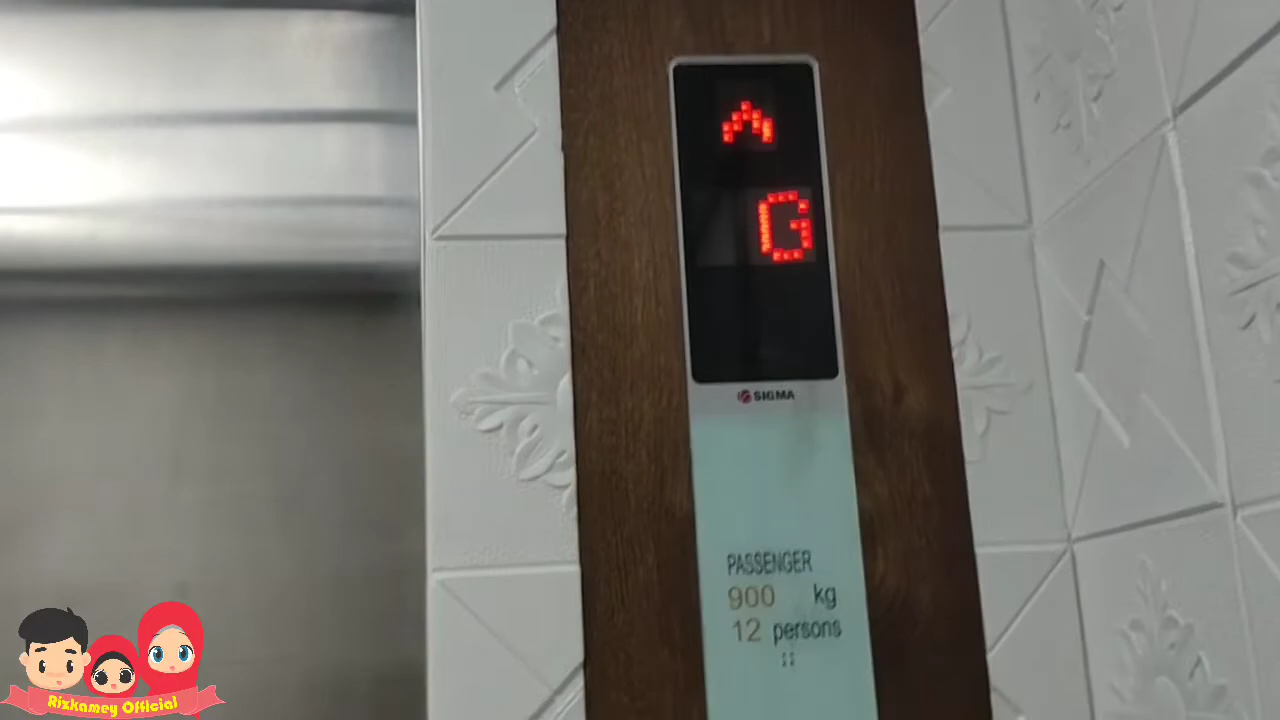 G
SIGMA
PASSENGER
900 kg
12 persons
Rizkamey Official